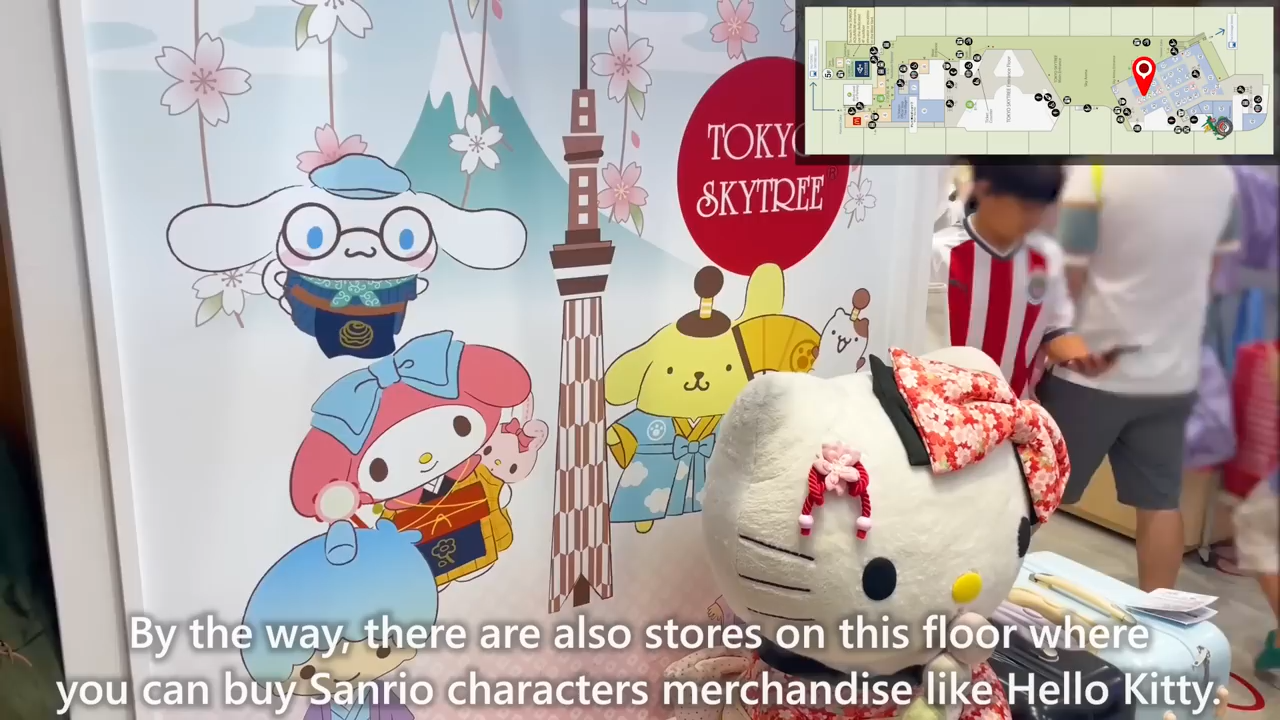 TOKYO
SKYTREE
By the way, there are also stores on this floor where
you can buy Sanrio characters merchandise like Hello Kitty.